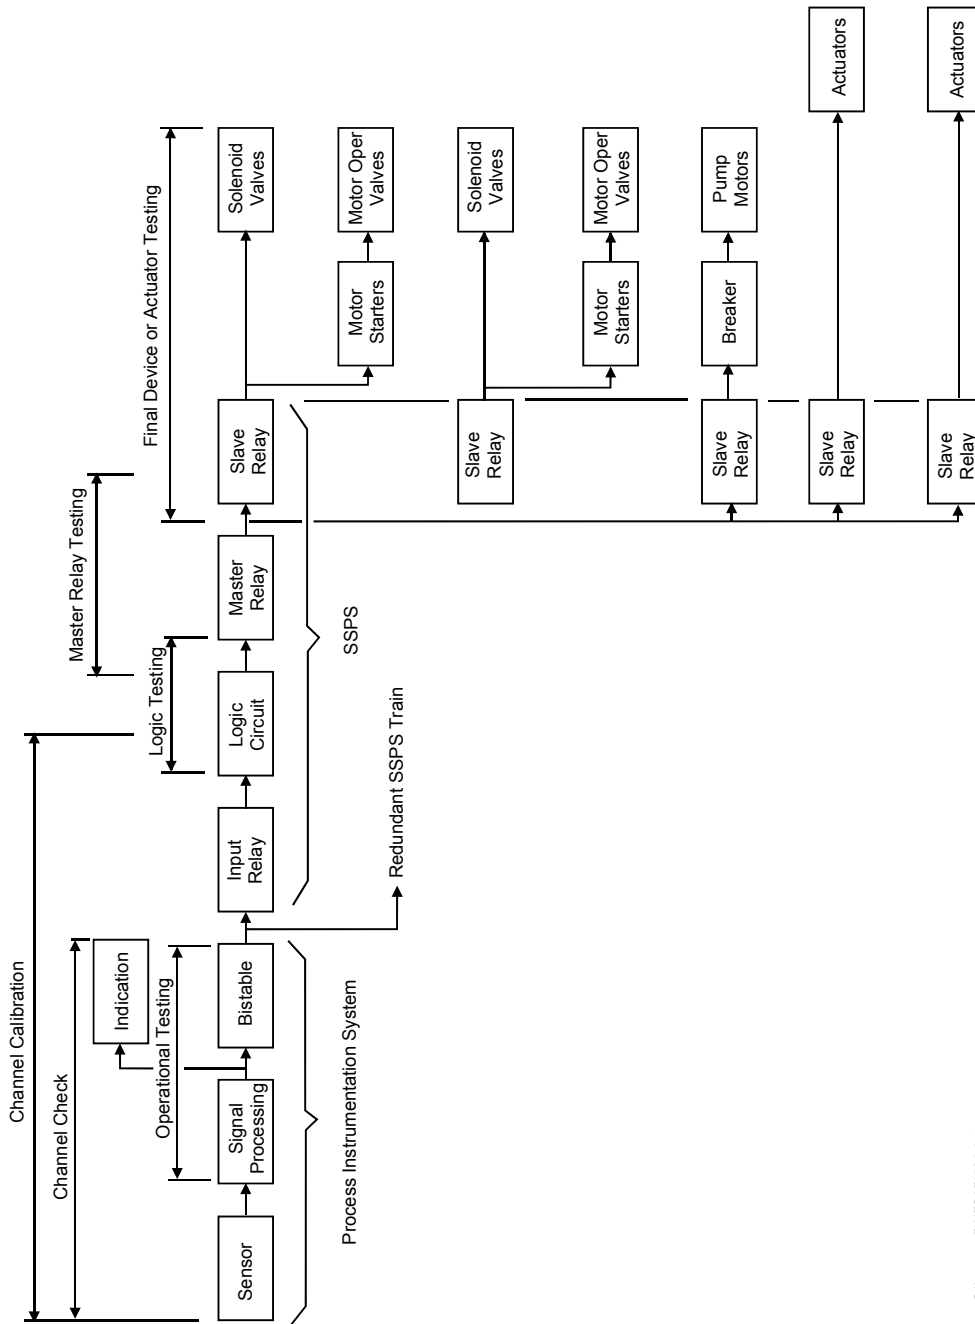 Channel Calibration
Channel Check
Master Relay Testing
Final Device or Actuator Testing
Logic Testing
Operational Testing
Indication
Sensor
Signal
Processing
Bistable
Input
Relay
Logic
Circuit
Master
Relay
Slave
Relay
Solenoid
Valves
Motor
Starters
Motor Oper
Valves
Process Instrumentation System
SSPS
Redundant SSPS Train
Slave
Relay
Solenoid
Valves
Motor
Starters
Motor Oper
Valves
Slave
Relay
Breaker
Pump
Motors
Slave
Relay
Actuators
Slave
Relay
Actuators